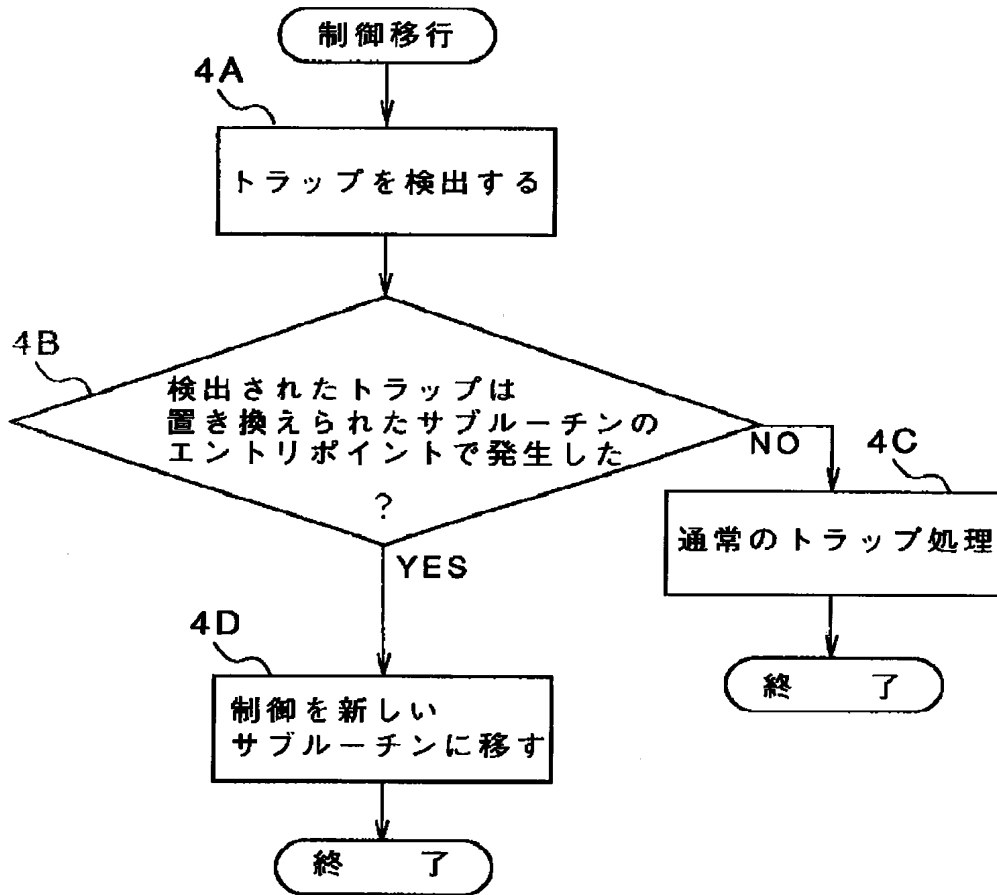 制御移行
4A
トラップを検出する
4B
検出されたトラップは
置き換えられたサブルーチンの
エントリポイントで発生した
?
NO
4C
通常のトラップ処理
YES
4D
終 了
制御を新しい
サブルーチンに移す
終 了